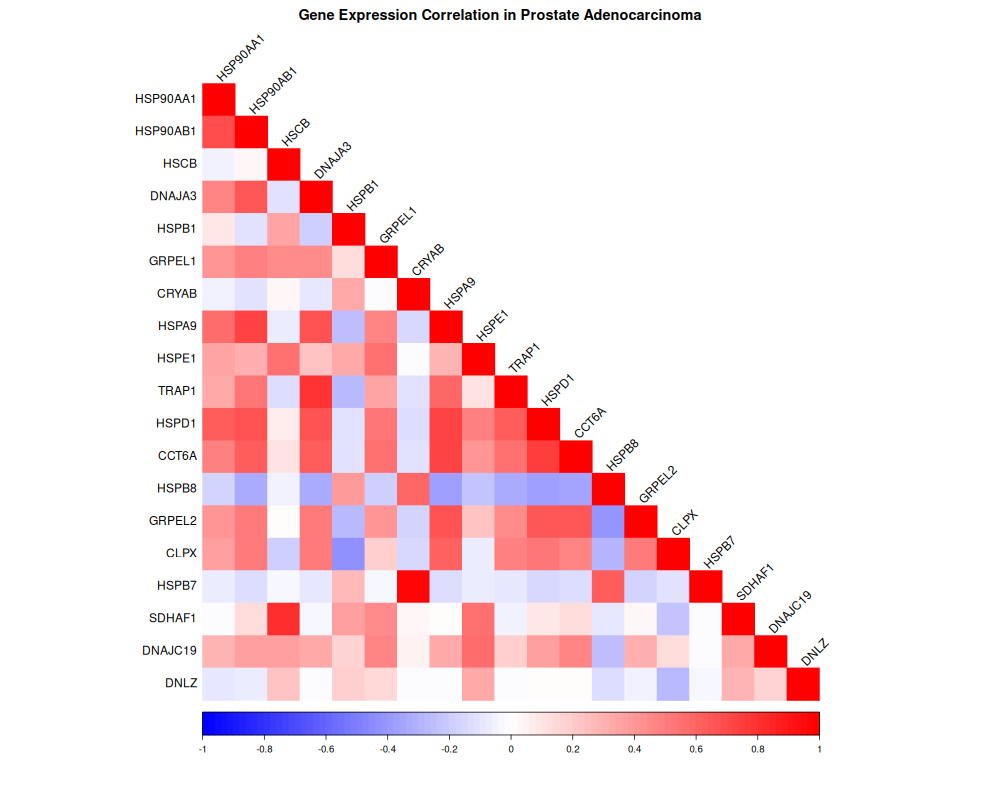 Gene Expression Correlation in Prostate Adenocarcinoma
HSP90AA1
HSP90AB1
HSCB
DNAJA3
HSPB1
GRPEL1
CRYAB
HSPA9
HSPE1
TRAP1
HSPD1
CCT6A
HSPB8
GRPEL2
CLPX
HSPB7
SDHAF1
DNAJC19
DNLZ
HSP90AA1
HSP90AB1
HSCB
DNAJA3
HSPB1
GRPEL1
CRYAB
HSPA9
HSPE1
TRAP1
HSPD1
CCT6A
HSPB8
GRPEL2
CLPX
HSPB7
SDHAF1
DNAJC19
DNLZ
-1 -0.8 -0.6 -0.4 -0.2 0 0.2 0.4 0.6 0.8 1